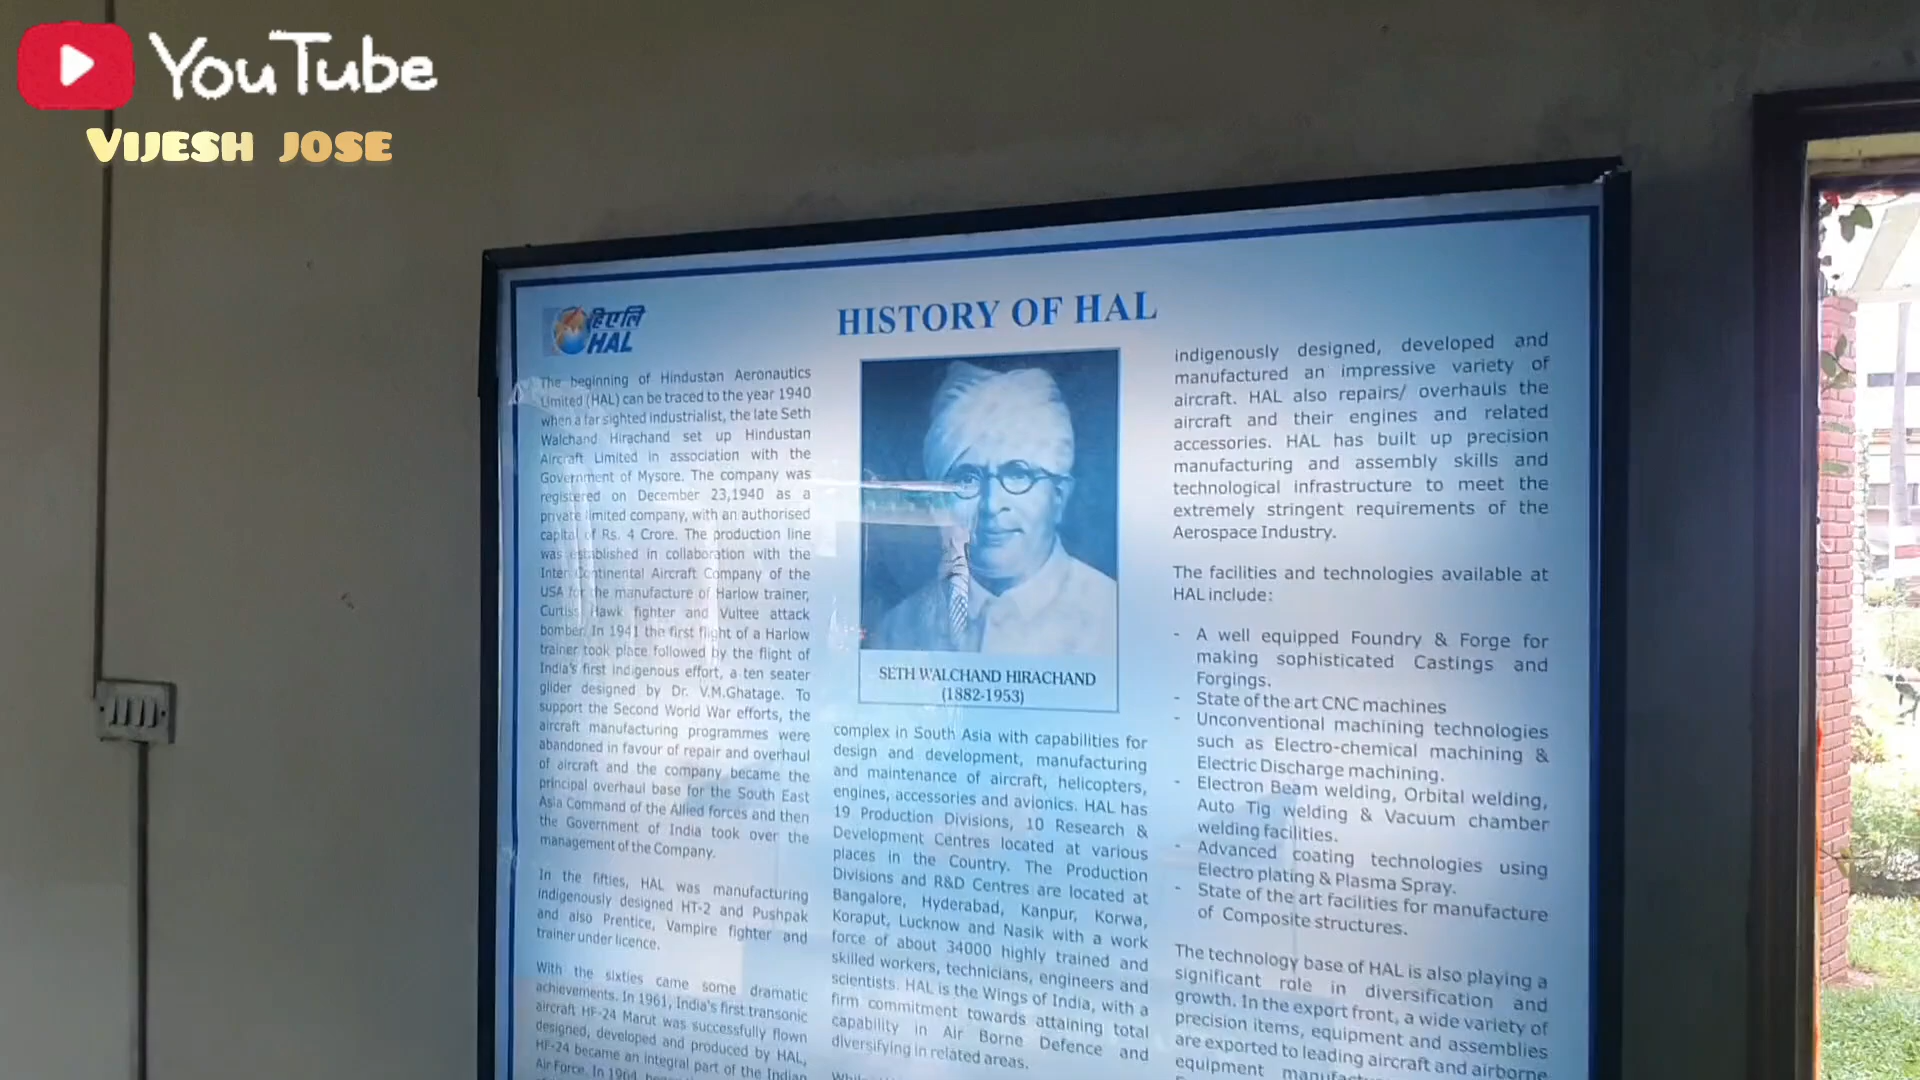 YouTube
VIJESH JOSE
हिएलि
HAL
HISTORY OF HAL
The beginning of Hindustan Aeronautics
Limited (HAL) can be traced to the year 1940
when a far sighted industrialist, the late Seth
Walchand Hirachand set up Hindustan
Aircraft Limited in association with the
Government of Mysore. The company was
registered on December 23,1940 as a
private limited company, with an authorised
capital of Rs. 4 Crore. The production line
was established in collaboration with the
Inter Continental Aircraft Company of the
USA for the manufacture of Harlow trainer,
Curtiss Hawk fighter and Vultee attack
bomber. In 1941 the first flight of a Harlow
trainer took place followed by the flight of
India's first indigenous effort, a ten seater
glider designed by Dr. V.M.Ghatage. To
support the Second World War efforts, the
aircraft manufacturing programmes were
abandoned in favour of repair and overhaul
of aircraft and the company became the
principal overhaul base for the South East
Asia Command of the Allied forces and then
the Government of India took over the
management of the Company.
In the fifties, HAL was manufacturing
indigenously designed HT-2 and Pushpak
and also Prentice, Vampire fighter and
trainer under licence.
With the sixties came some dramatic
achievements. In 1961, India's first transonic
aircraft HF-24 Marut was successfully flown
designed, developed and produced by HAL,
HF-24 became an integral part of the Indian
Air Force. In 1964,
SETH WALCHAND HIRACHAND
(1882-1953)
complex in South Asia with capabilities for
design and development, manufacturing
and maintenance of aircraft, helicopters,
engines, accessories and avionics. HAL has
19 Production Divisions, 10 Research &
Development Centres located at various
places in the Country. The Production
Divisions and R&D Centres are located at
Bangalore, Hyderabad, Kanpur, Korwa,
Koraput, Lucknow and Nasik with a work
force of about 34000 highly trained and
skilled workers, technicians, engineers and
scientists. HAL is the Wings of India, with a
firm commitment towards attaining total
capability in Air Borne Defence and
diversifying in related areas.
indigenously designed, developed and
manufactured an impressive variety of
aircraft. HAL also repairs/ overhauls the
aircraft and their engines and related
accessories. HAL has built up precision
manufacturing and assembly skills and
technological infrastructure to meet the
extremely stringent requirements of the
Aerospace Industry.
The facilities and technologies available at
HAL include:
- A well equipped Foundry & Forge for
making sophisticated Castings and
Forgings.
- State of the art CNC machines
- Unconventional machining technologies
such as Electro-chemical machining &
Electric Discharge machining.
- Electron Beam welding, Orbital welding,
Auto Tig welding & Vacuum chamber
welding facilities.
- Advanced coating technologies using
Electro plating & Plasma Spray.
- State of the art facilities for manufacture
of Composite structures.
The technology base of HAL is also playing a
significant role in diversification and
growth. In the export front, a wide variety of
precision items, equipment and assemblies
are exported to leading aircraft and airborne
equipment